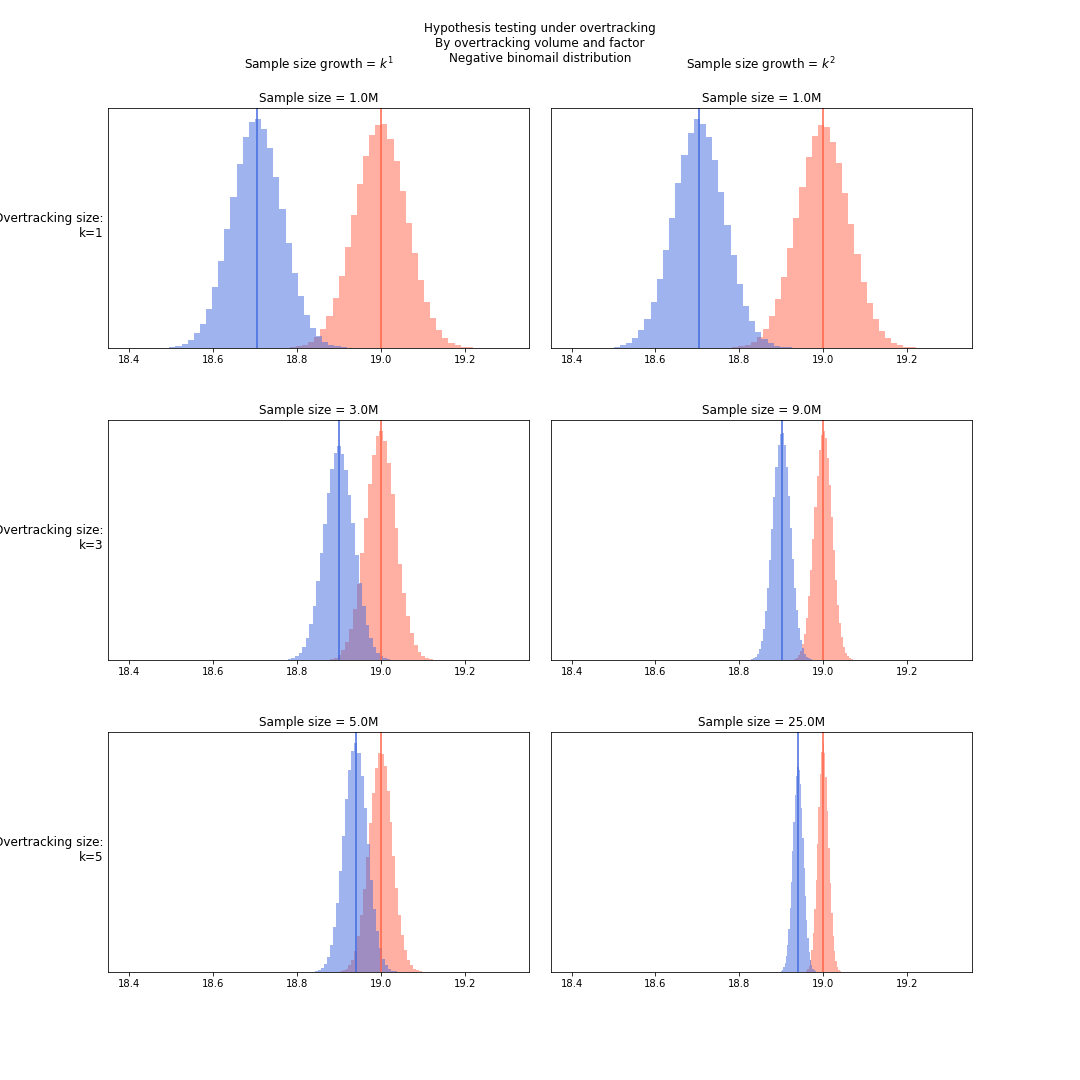 Hypothesis testing under overtracking
By overtracking volume and factor
Negative binomail distribution
Sample size growth = k¹
Sample size growth = k²
Sample size = 1.0M
Sample size = 1.0M
Overtracking size:
k=1
18.4 18.6 18.8 19.0 19.2
18.4 18.6 18.8 19.0 19.2
Sample size = 3.0M
Sample size = 9.0M
Overtracking size:
k=3
18.4 18.6 18.8 19.0 19.2
18.4 18.6 18.8 19.0 19.2
Sample size = 5.0M
Sample size = 25.0M
Overtracking size:
k=5
18.4 18.6 18.8 19.0 19.2
18.4 18.6 18.8 19.0 19.2